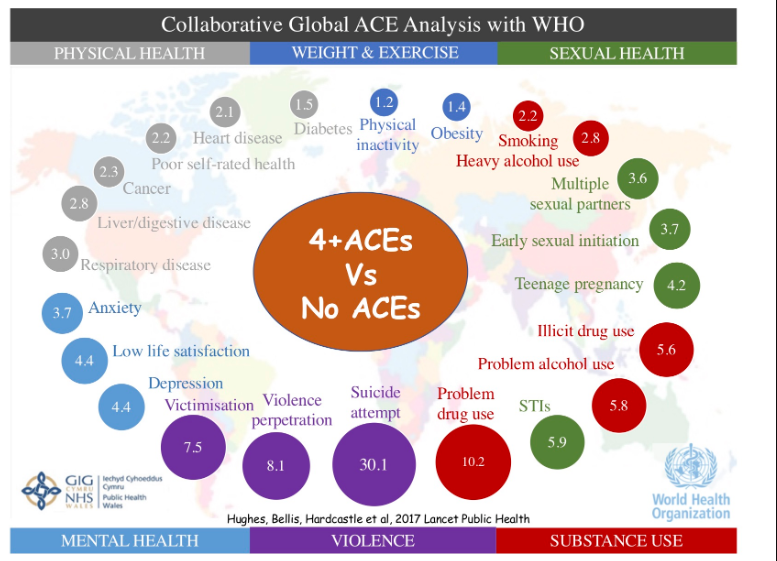 Collaborative Global ACE Analysis with WHO
PHYSICAL HEALTH
WEIGHT & EXERCISE
SEXUAL HEALTH
2.1
Heart disease
1.5
Diabetes
1.2
Physical
inactivity
1.4
Obesity
2.2
Smoking
2.8
Heavy alcohol use
2.2
Poor self-rated health
2.3
Cancer
2.8
Liver/digestive disease
3.0
Respiratory disease
3.6
Multiple
sexual partners
3.7
Early sexual initiation
4.2
Teenage pregnancy
4+ACEs
Vs
No ACEs
3.7
Anxiety
4.4
Low life satisfaction
4.4
Depression
5.6
Illicit drug use
5.8
Problem alcohol use
Victimisation
7.5
Violence
perpetration
8.1
Suicide
attempt
30.1
Problem
drug use
10.2
STIs
5.9
GIG
CYMRU
NHS
WALES
Iechyd Cyhoeddus
Cymru
Public Health
Wales
World Health
Organization
Hughes, Bellis, Hardcastle et al, 2017 Lancet Public Health
MENTAL HEALTH
VIOLENCE
SUBSTANCE USE